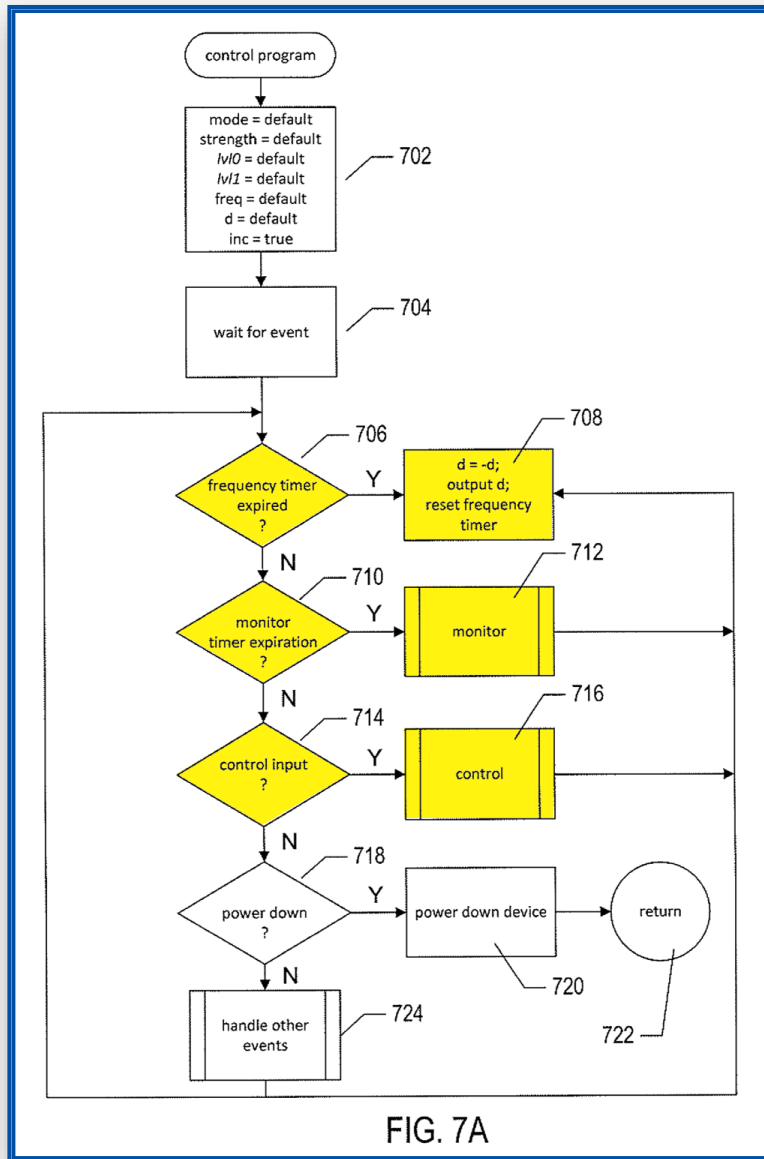 control program
mode = default
strength = default
lvl0 = default
lvl1 = default
freq = default
d = default
inc = true
702
wait for event
704
706
frequency timer
expired
?
Y
708
d = -d;
output d;
reset frequency
timer
N
710
monitor
timer expiration
?
Y
712
monitor
N
714
control input
?
Y
716
control
N
718
power down
?
Y
power down device
720
return
722
N
handle other
events
724
FIG. 7A